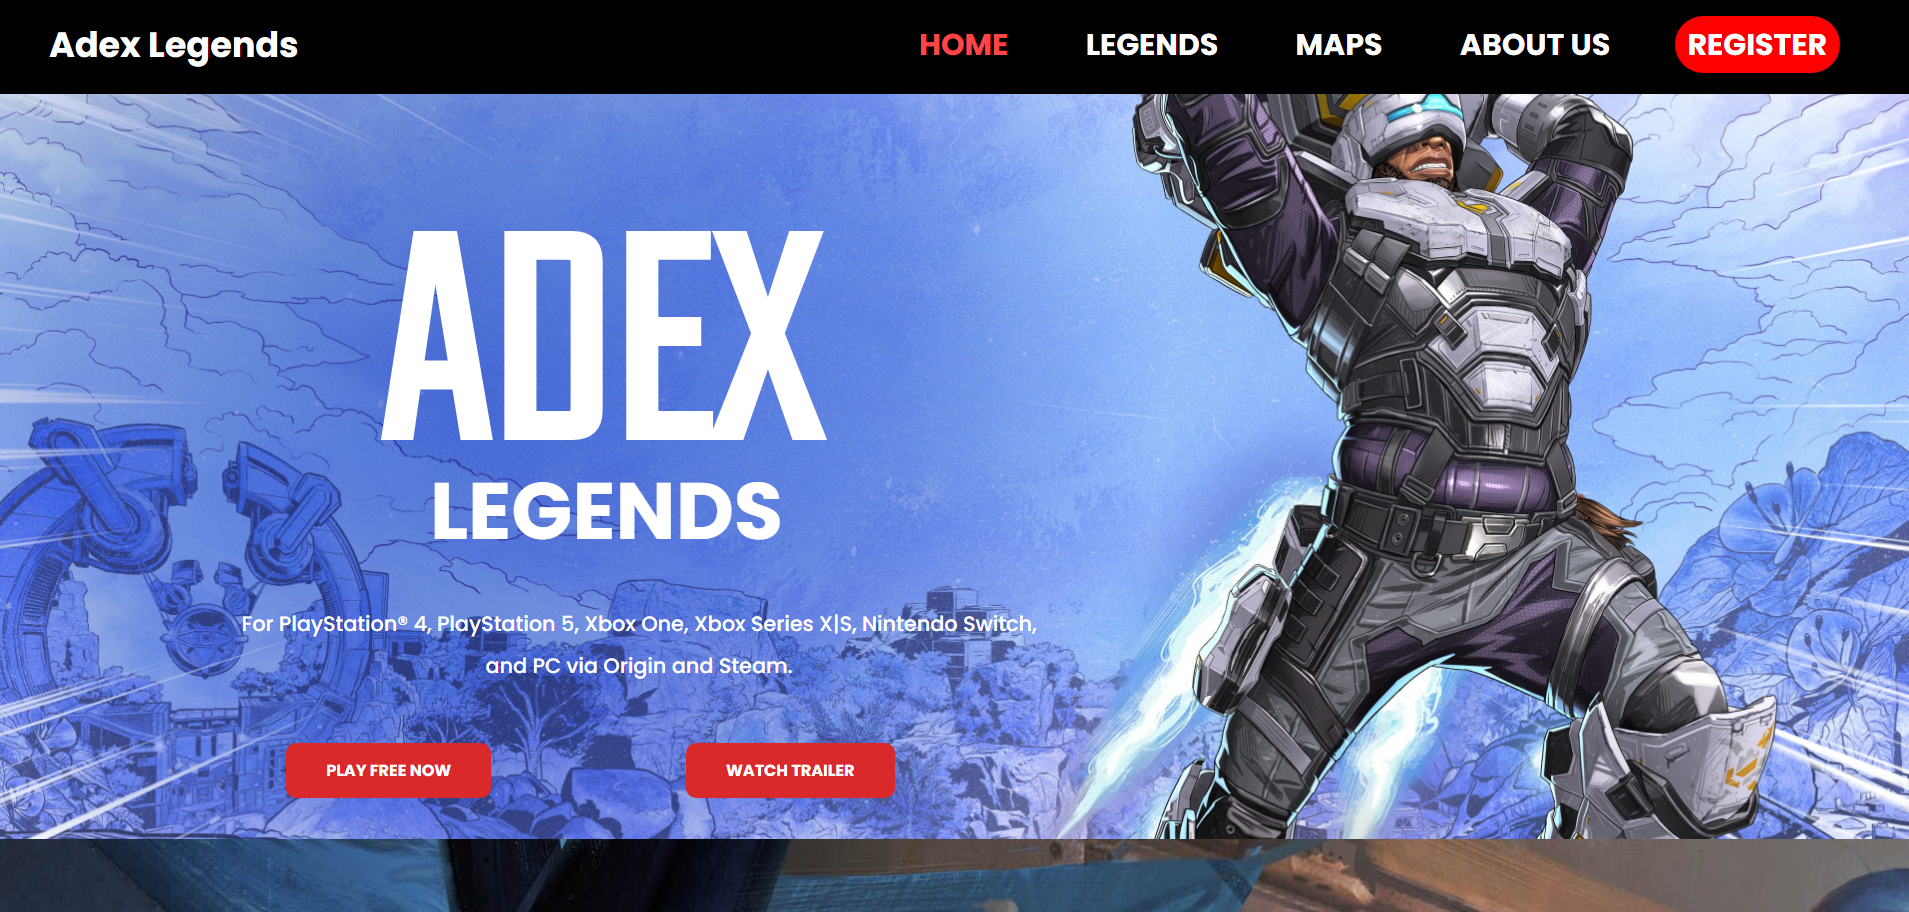 Adex Legends
HOME
LEGENDS
MAPS
ABOUT US
REGISTER
ADEX
LEGENDS
For PlayStation® 4, PlayStation 5, Xbox One, Xbox Series X|S, Nintendo Switch,
and PC via Origin and Steam.
PLAY FREE NOW
WATCH TRAILER